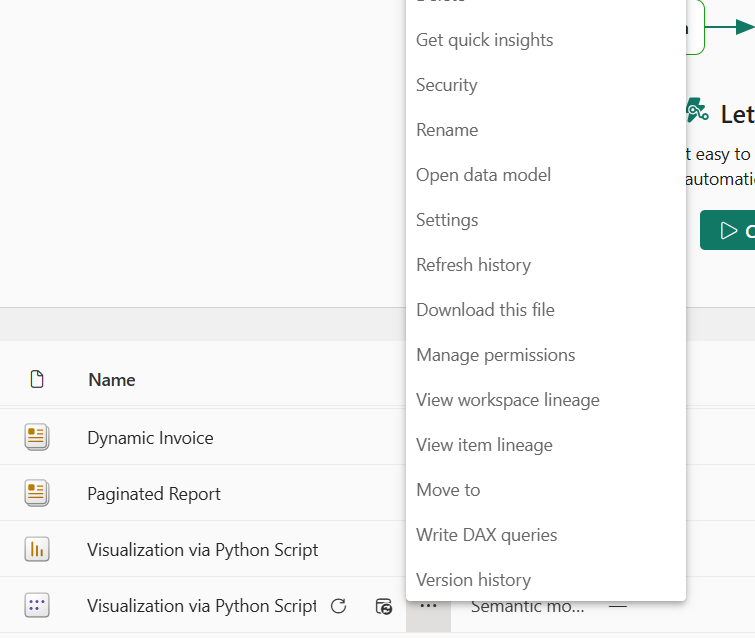 Get quick insights
Security
Rename
Open data model
Settings
Refresh history
Download this file
Manage permissions
View workspace lineage
View item lineage
Move to
Write DAX queries
Version history
Let
t easy to
automati
Name
Dynamic Invoice
Paginated Report
Visualization via Python Script
Visualization via Python Script
Semantic mo...